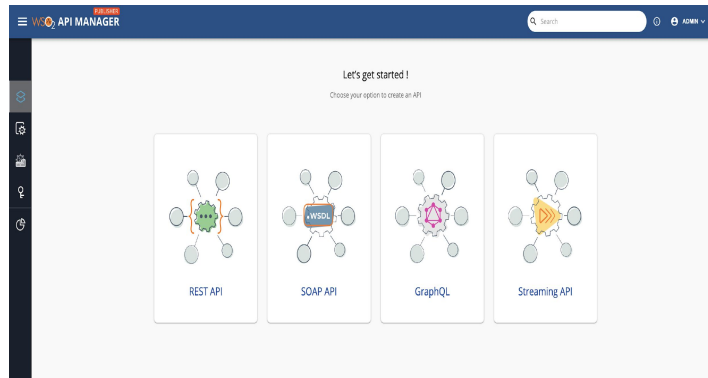 PUBLISHER
WSO2 API MANAGER
Search
ADMIN
Let's get started !
Choose your option to create an API
WSDL
REST API
SOAP API
GraphQL
Streaming API